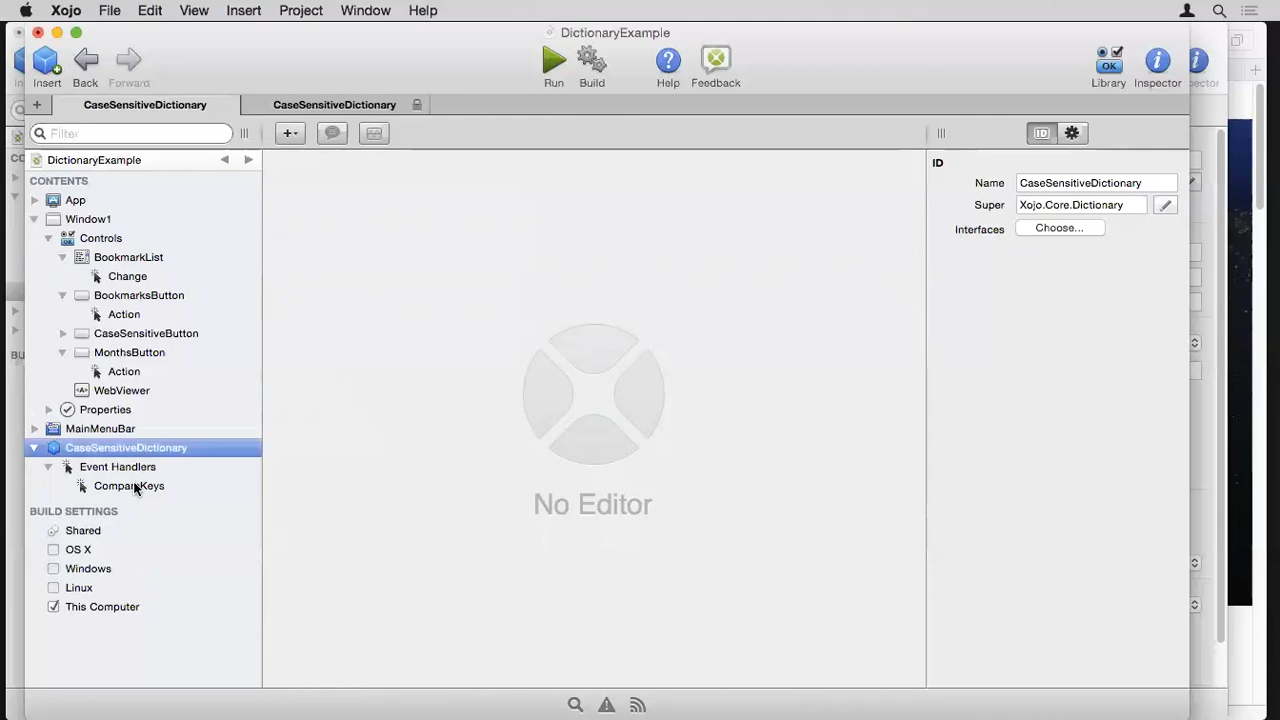 Xojo File Edit View Insert Project Window Help
DictionaryExample
Insert Back Forward Run Build Help Feedback Library OK Inspector
CaseSensitiveDictionary CaseSensitiveDictionary
Filter
ID
DictionaryExample
ID
CONTENTS
Name CaseSensitiveDictionary
App
Super Xojo.Core.Dictionary
Window1
Interfaces Choose...
Controls
BookmarkList
Change
BookmarksButton
Action
CaseSensitiveButton
MonthsButton
Action
WebViewer
Properties
MainMenuBar
CaseSensitiveDictionary
Event Handlers
CompareKeys
No Editor
BUILD SETTINGS
Shared
OS X
Windows
Linux
This Computer